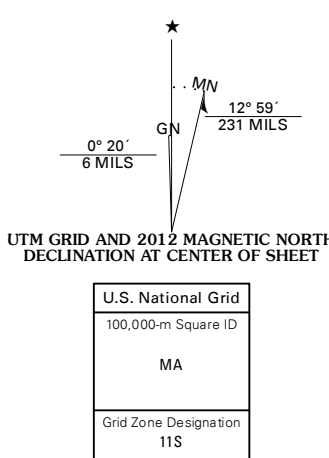 ★
MN
12° 59´
231 MILS
GN
0° 20´
6 MILS
UTM GRID AND 2012 MAGNETIC NORTH
DECLINATION AT CENTER OF SHEET
U.S. National Grid
100,000-m Square ID
MA
Grid Zone Designation
11S